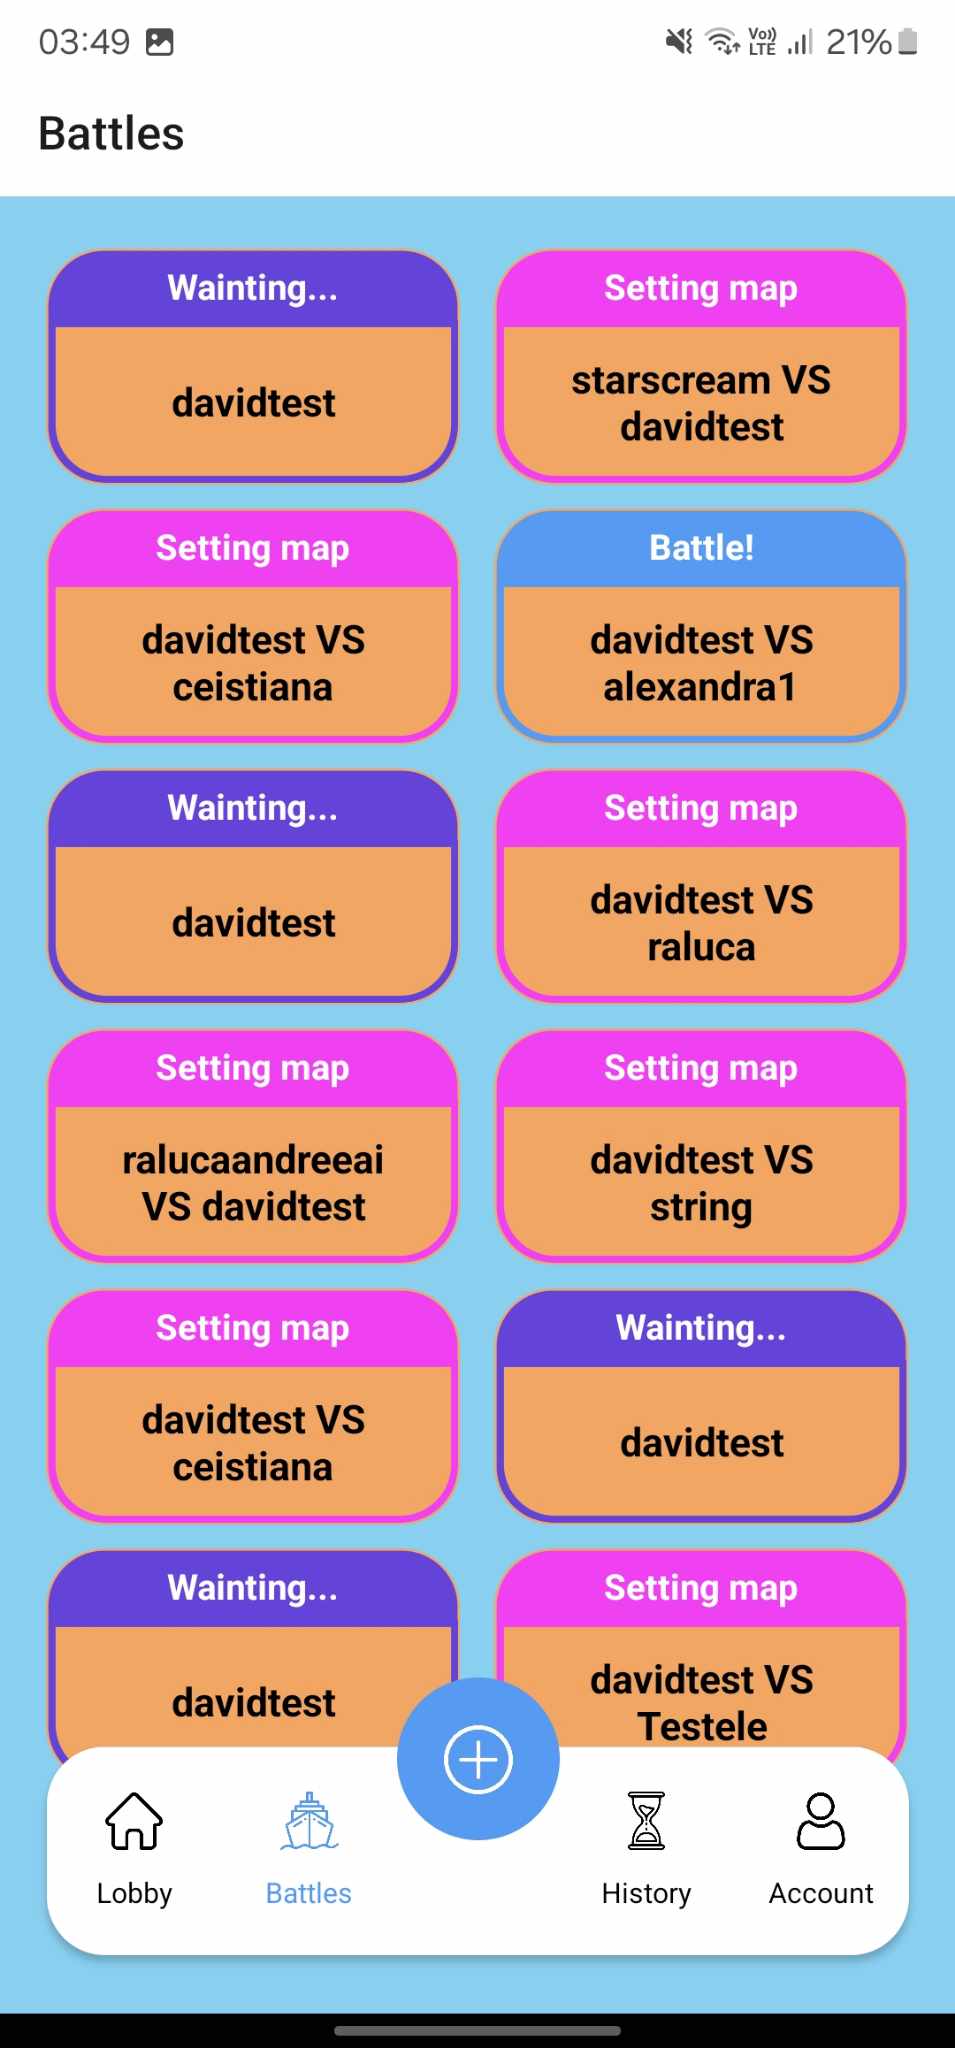 03:49
Vo))
LTE
21%
Battles
Wainting...
davidtest
Setting map
starscream VS
davidtest
Setting map
davidtest VS
ceistiana
Battle!
davidtest VS
alexandra1
Wainting...
davidtest
Setting map
davidtest VS
raluca
Setting map
ralucaandreeai
VS davidtest
Setting map
davidtest VS
string
Setting map
davidtest VS
ceistiana
Wainting...
davidtest
Wainting...
davidtest
Setting map
davidtest VS
Testele
Lobby
Battles
History
Account